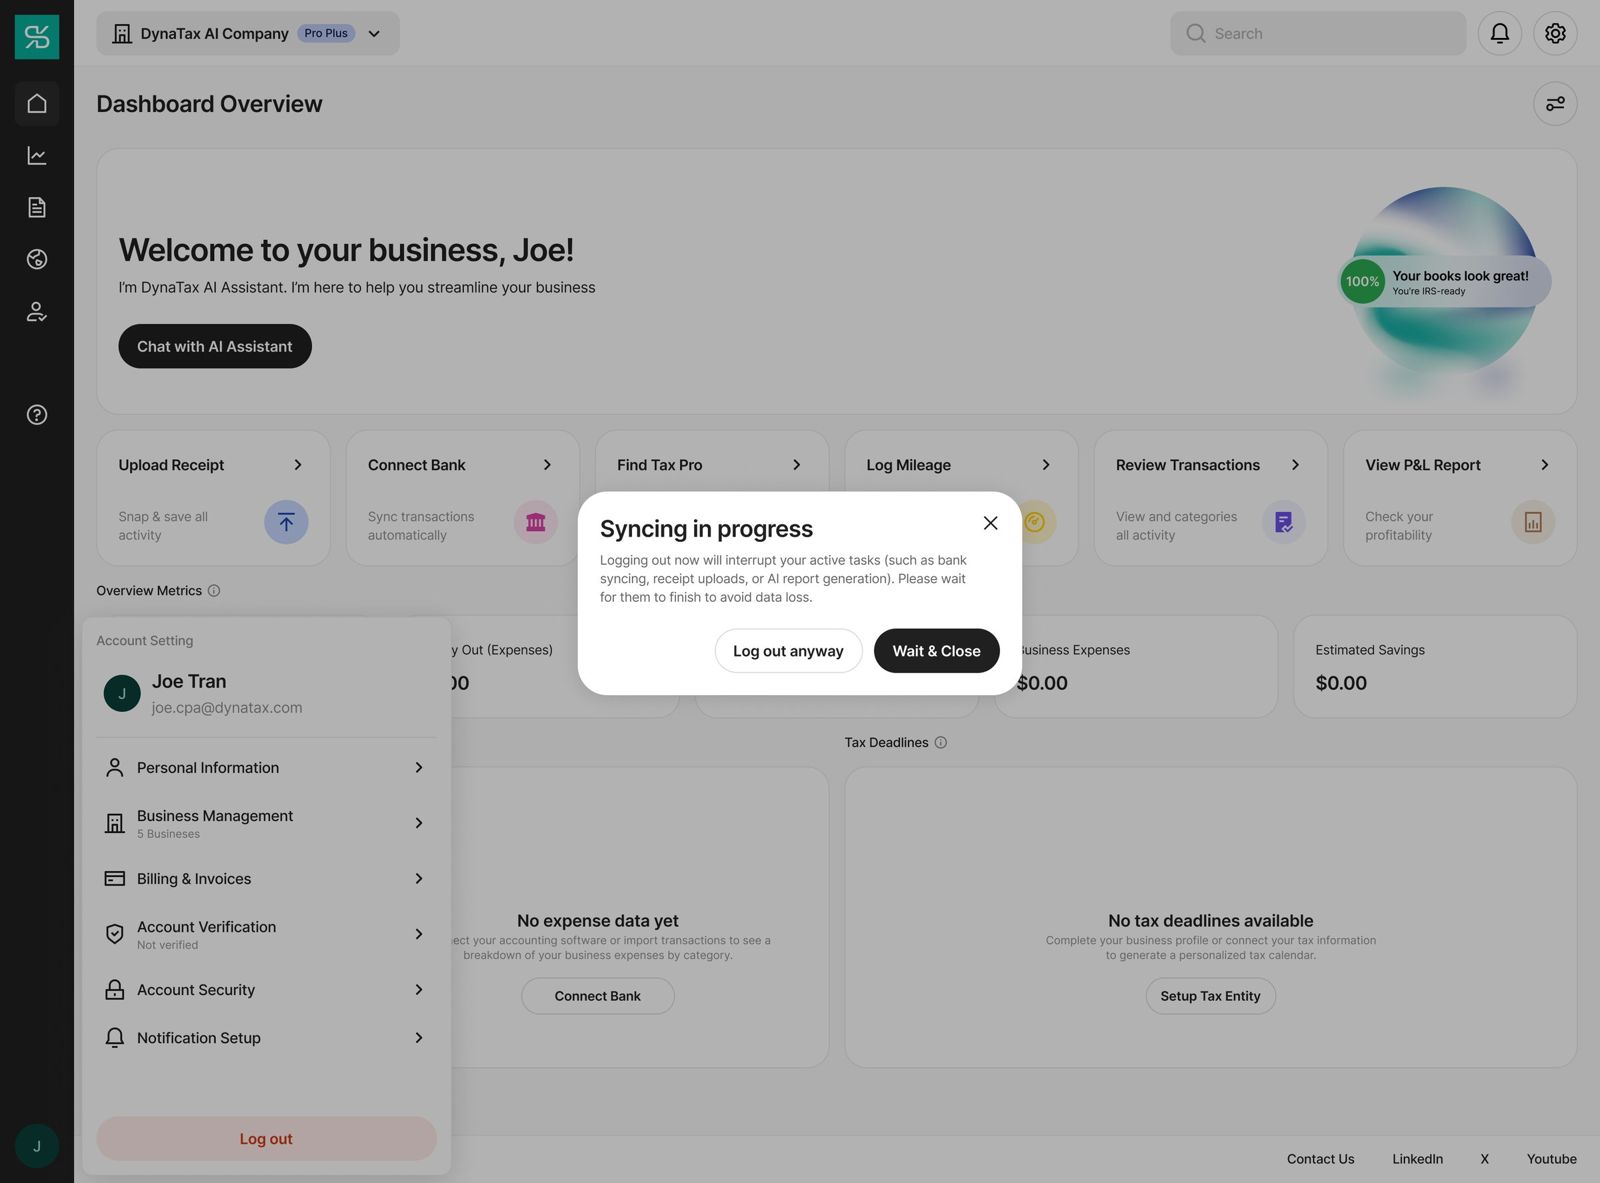 DynaTax AI Company
Pro Plus
Search
Dashboard Overview
Welcome to your business, Joe!
I'm DynaTax AI Assistant. I'm here to help you streamline your business
Chat with AI Assistant
100%
Your books look great!
You're IRS-ready
Upload Receipt
Snap & save all
activity
Connect Bank
Sync transactions
automatically
Find Tax Pro
Log Mileage
Review Transactions
View and categories
all activity
View P&L Report
Check your
profitability
Syncing in progress
Logging out now will interrupt your active tasks (such as bank
syncing, receipt uploads, or AI report generation). Please wait
for them to finish to avoid data loss.
Log out anyway
Wait & Close
Overview Metrics
Out (Expenses)
Business Expenses
$0.00
Estimated Savings
$0.00
Account Setting
J
Joe Tran
joe.cpa@dynatax.com
Personal Information
Business Management
5 Busineses
Billing & Invoices
Account Verification
Not verified
Account Security
Notification Setup
Log out
J
No expense data yet
your accounting software or import transactions to see a
breakdown of your business expenses by category.
Connect Bank
Tax Deadlines
No tax deadlines available
Complete your business profile or connect your tax information
to generate a personalized tax calendar.
Setup Tax Entity
Contact Us
LinkedIn
X
Youtube